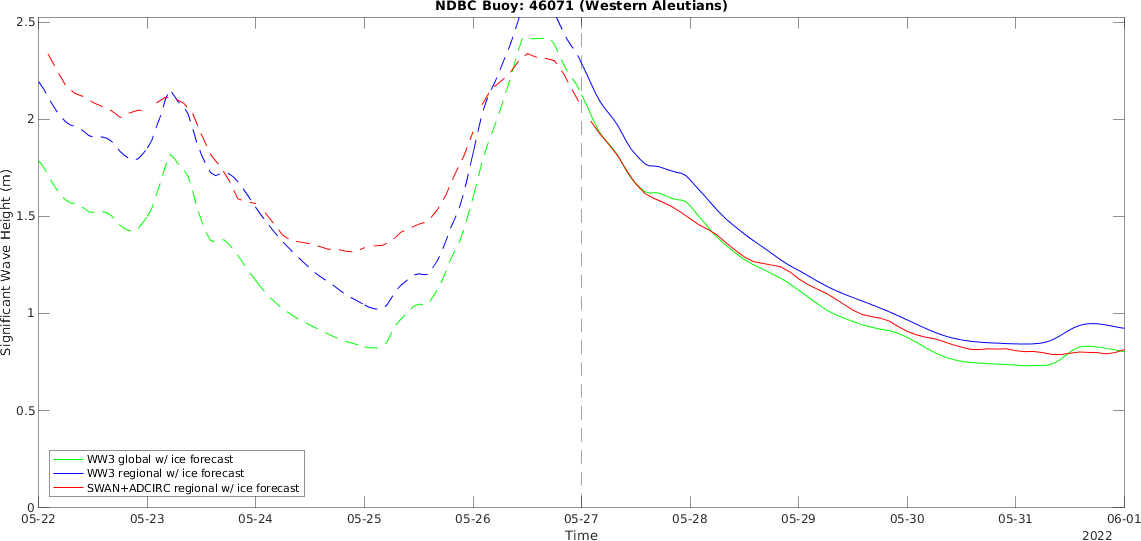 NDBC Buoy: 46071 (Western Aleutians)
Significant Wave Height (m)
2.5
2
1.5
1
0.5
0
WW3 global w/ ice forecast
WW3 regional w/ ice forecast
SWAN+ADCIRC regional w/ ice forecast
05-22 05-23 05-24 05-25 05-26 05-27 05-28 05-29 05-30 05-31 06-01
Time
2022